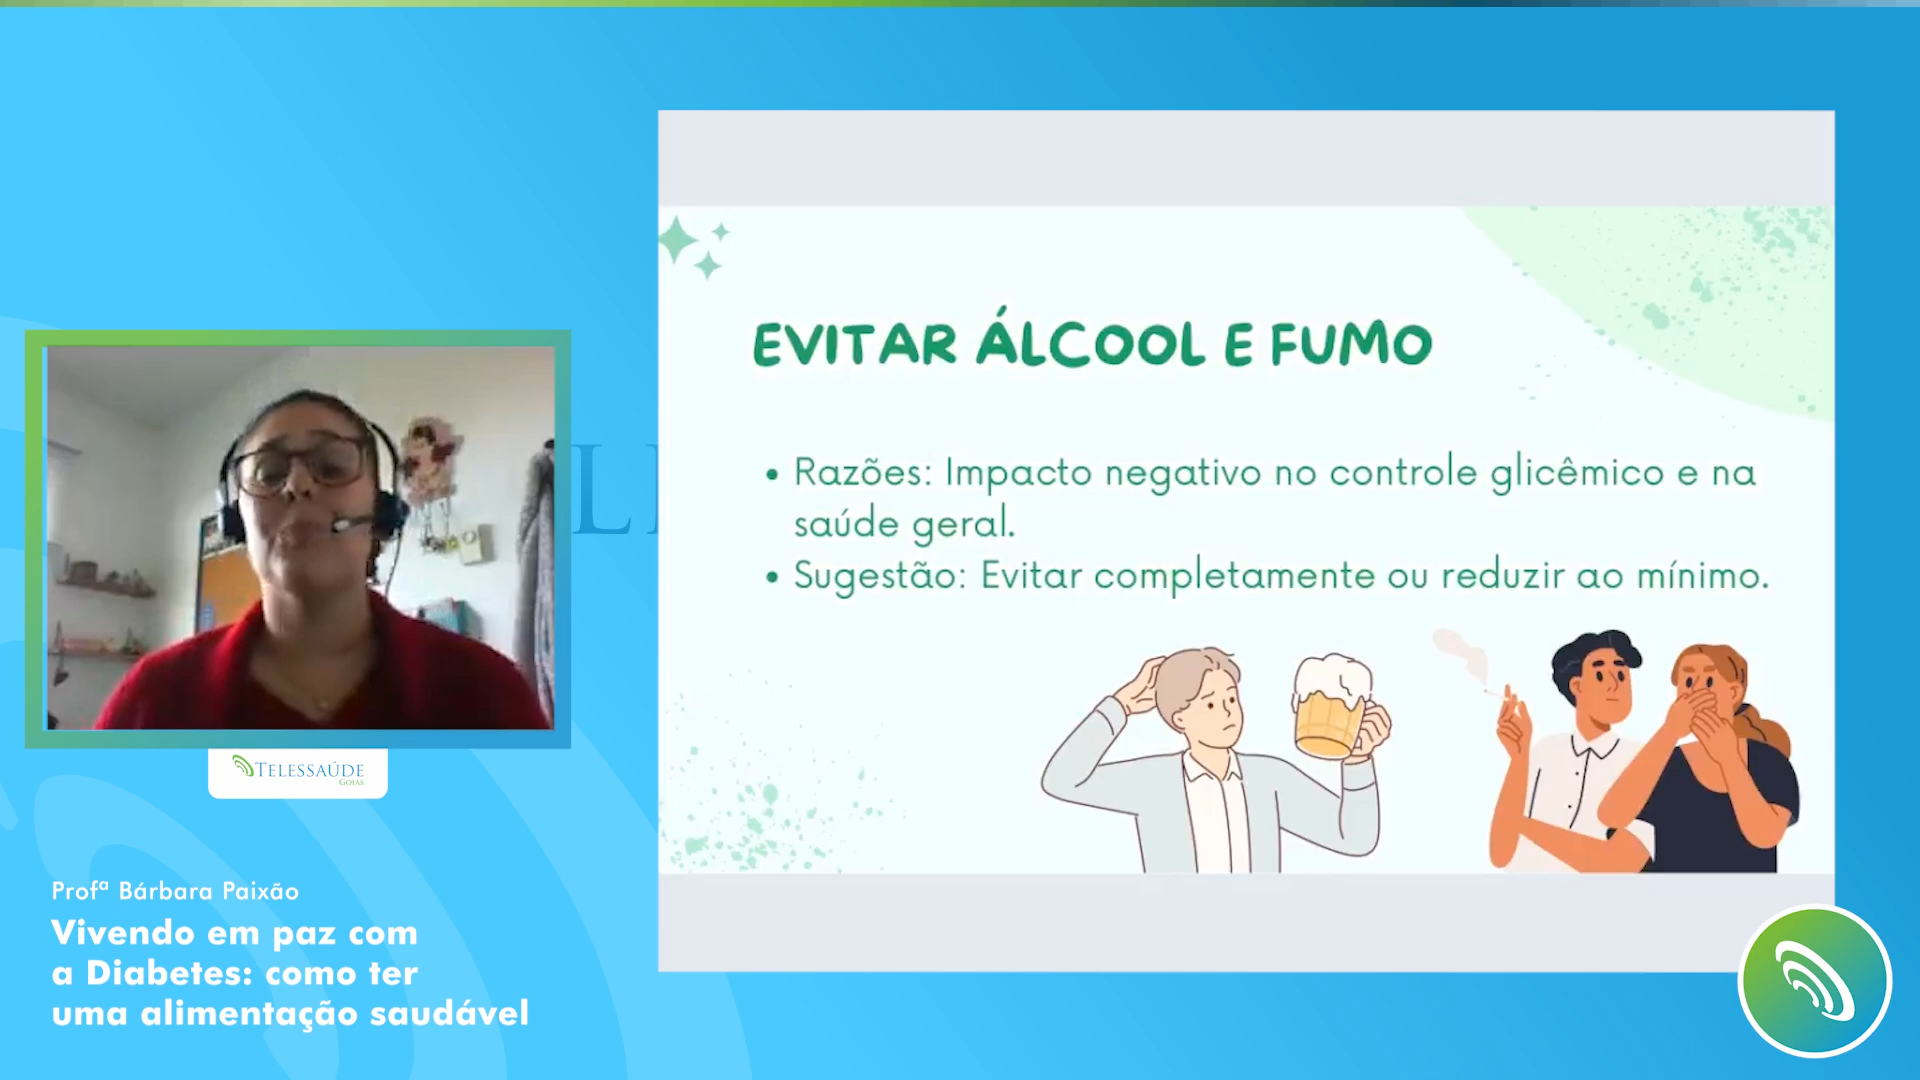 EVITAR ÁLCOOL E FUMO
• Razões: Impacto negativo no controle glicêmico e na
saúde geral.
• Sugestão: Evitar completamente ou reduzir ao mínimo.
TELESSAÚDE
GOIÁS
Profª Bárbara Paixão
Vivendo em paz com
a Diabetes: como ter
uma alimentação saudável